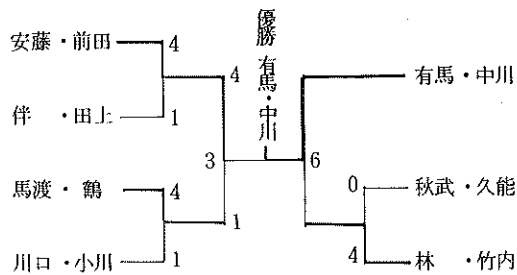 優勝 有馬・中川
安藤・前田
4
伴 ・田上
1
4
馬渡・鶴
4
川口・小川
1
1
3
6
有馬・中川
0
秋武・久能
4
林 ・竹内